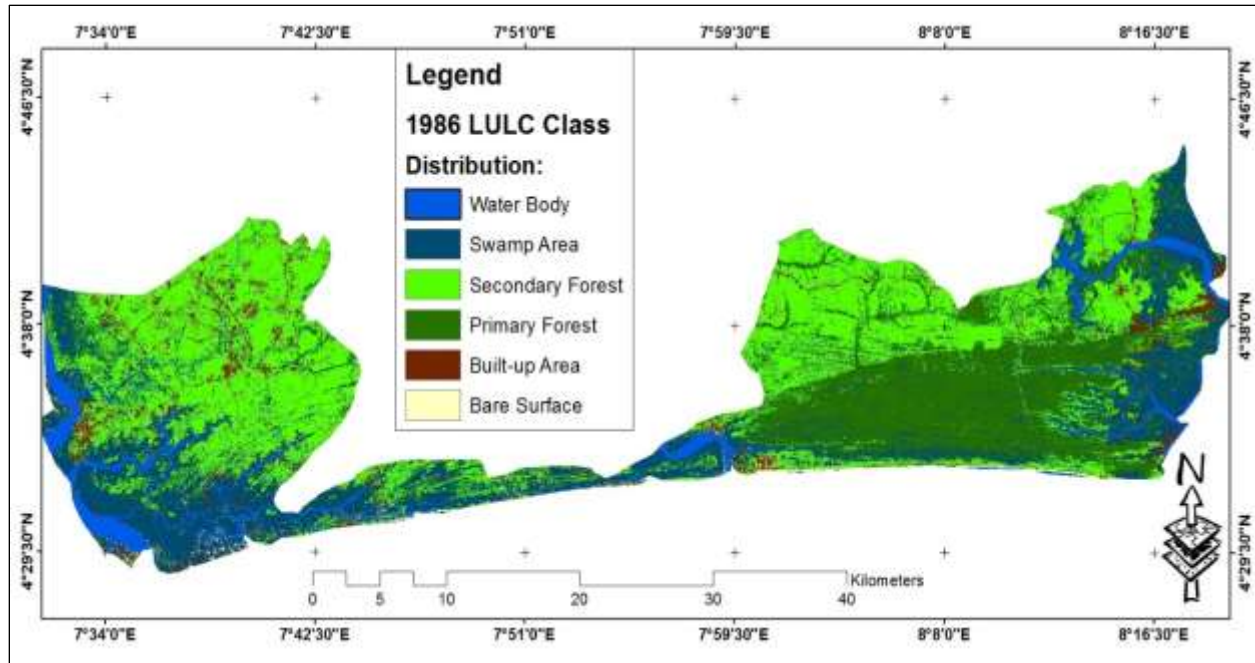 7°34'0"E 7°42'30"E 7°51'0"E 7°59'30"E 8°8'0"E 8°16'30"E
4°46'30"N 4°46'30"N
Legend
1986 LULC Class
Distribution:
Water Body
Swamp Area
Secondary Forest
Primary Forest
Built-up Area
Bare Surface
4°38'0"N 4°38'0"N
N
4°29'30"N 4°29'30"N
Kilometers
0 5 10 20 30 40
7°34'0"E 7°42'30"E 7°51'0"E 7°59'30"E 8°8'0"E 8°16'30"E